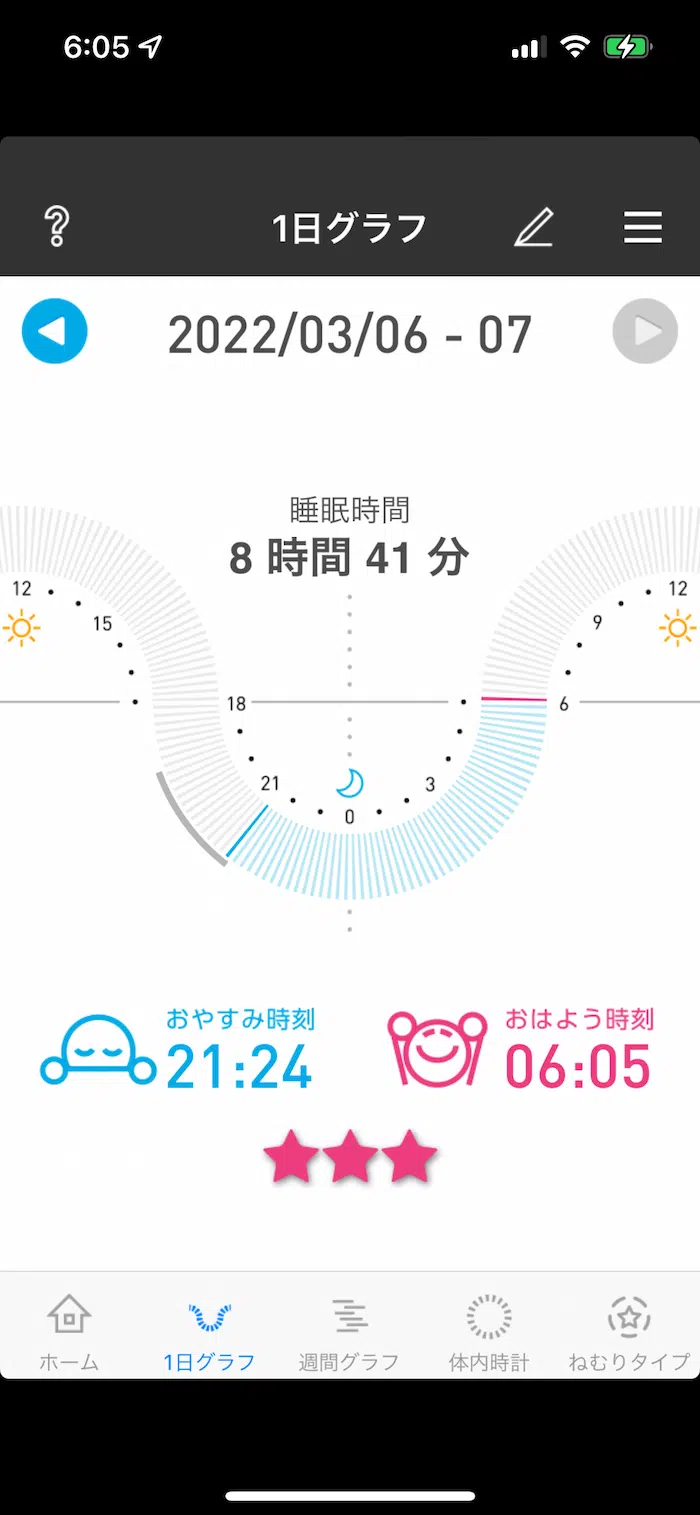 6:05
1日グラフ
2022/03/06 - 07
睡眠時間
8 時間 41 分
12
12
15
9
18
6
21
3
0
おやすみ時刻
21:24
おはよう時刻
06:05
ホーム
1日グラフ
週間グラフ
体内時計
ねむりタイプ